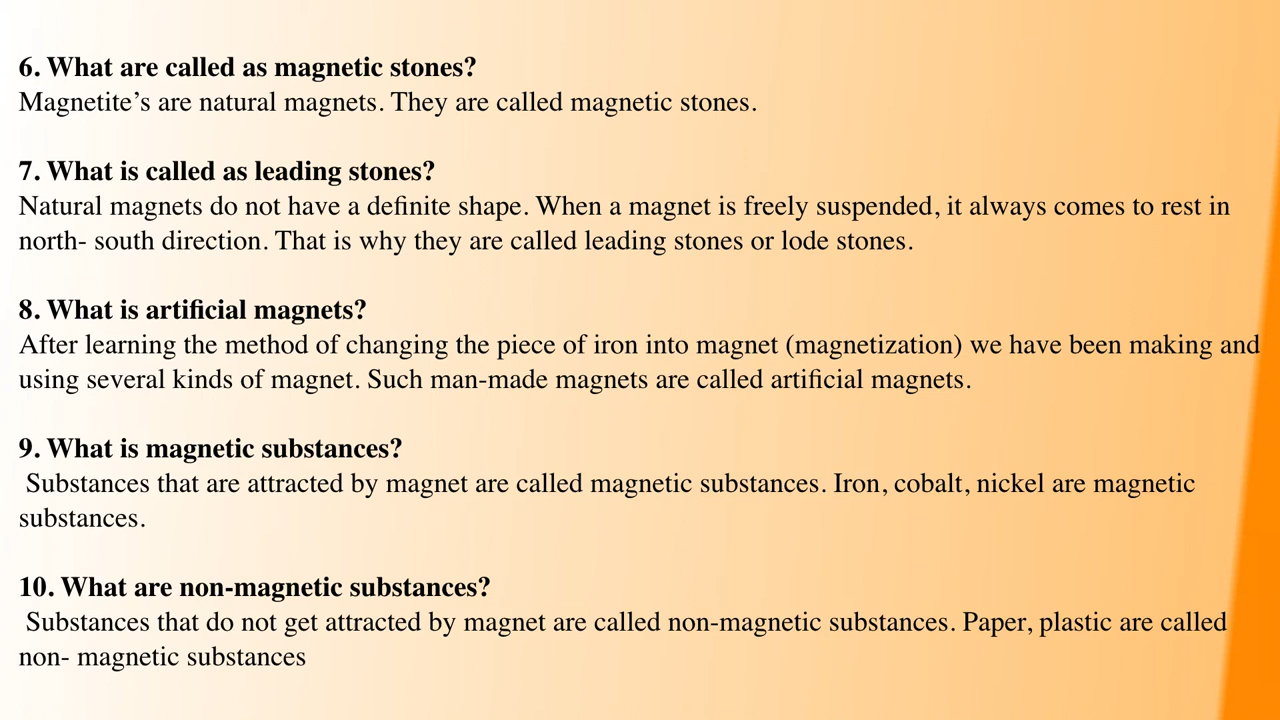 6. What are called as magnetic stones?
Magnetite’s are natural magnets. They are called magnetic stones.
7. What is called as leading stones?
Natural magnets do not have a definite shape. When a magnet is freely suspended, it always comes to rest in
north- south direction. That is why they are called leading stones or lode stones.
8. What is artificial magnets?
After learning the method of changing the piece of iron into magnet (magnetization) we have been making and
using several kinds of magnet. Such man-made magnets are called artificial magnets.
9. What is magnetic substances?
Substances that are attracted by magnet are called magnetic substances. Iron, cobalt, nickel are magnetic
substances.
10. What are non-magnetic substances?
Substances that do not get attracted by magnet are called non-magnetic substances. Paper, plastic are called
non- magnetic substances